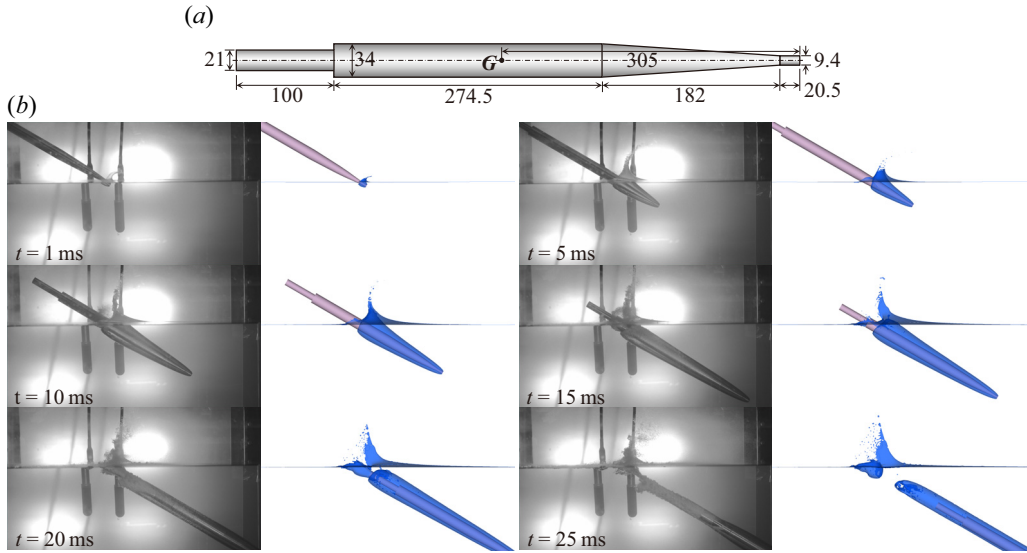 (a)
21
34
G
305
9.4
100
274.5
182
20.5
(b)
t = 1 ms
t = 5 ms
t = 10 ms
t = 15 ms
t = 20 ms
t = 25 ms